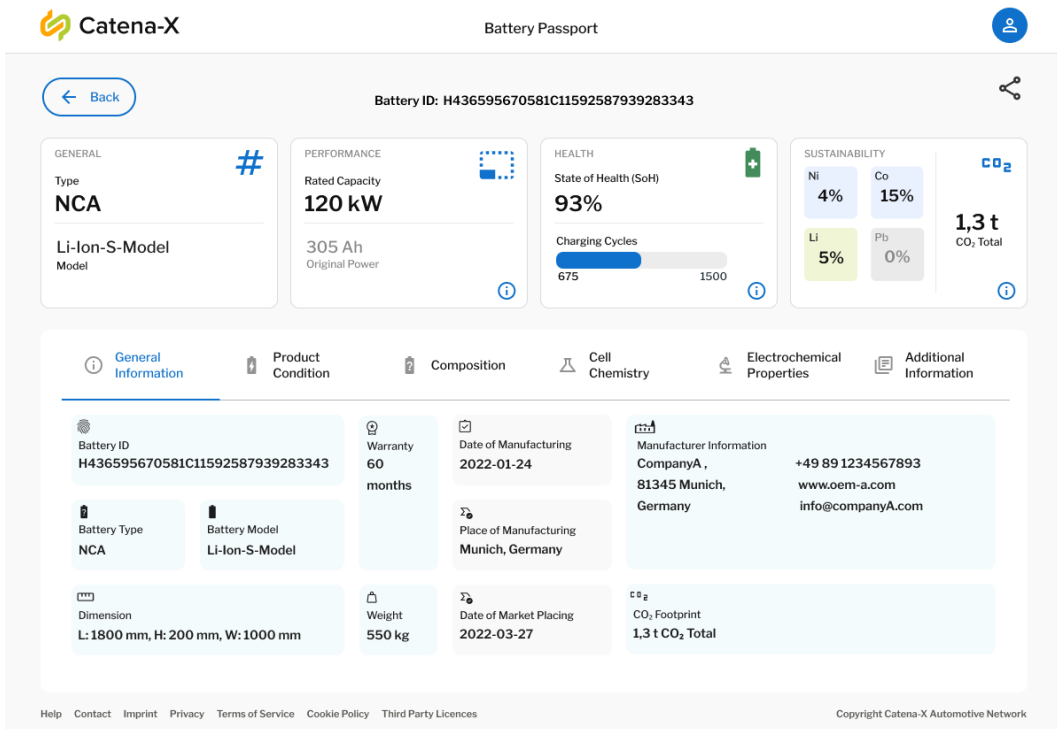 Catena-X
Battery Passport
Back
Battery ID: H436595670581C11592587939283343
GENERAL
Type
NCA
Li-Ion-S-Model
Model
PERFORMANCE
Rated Capacity
120 kW
305 Ah
Original Power
HEALTH
State of Health (SoH)
93%
Charging Cycles
675 1500
SUSTAINABILITY
Ni Co
4% 15%
Li Pb
5% 0%
CO2
1,3 t
CO₂ Total
General
Information
Product
Condition
Composition
Cell
Chemistry
Electrochemical
Properties
Additional
Information
Battery ID
H436595670581C11592587939283343
Battery Type
NCA
Battery Model
Li-Ion-S-Model
Dimension
L: 1800 mm, H: 200 mm, W: 1000 mm
Warranty
60
months
Weight
550 kg
Date of Manufacturing
2022-01-24
Place of Manufacturing
Munich, Germany
Date of Market Placing
2022-03-27
Manufacturer Information
CompanyA , +49 89 1234567893
81345 Munich, www.oem-a.com
Germany info@companyA.com
CO2
CO₂ Footprint
1,3 t CO₂ Total
Help Contact Imprint Privacy Terms of Service Cookie Policy Third Party Licences Copyright Catena-X Automotive Network